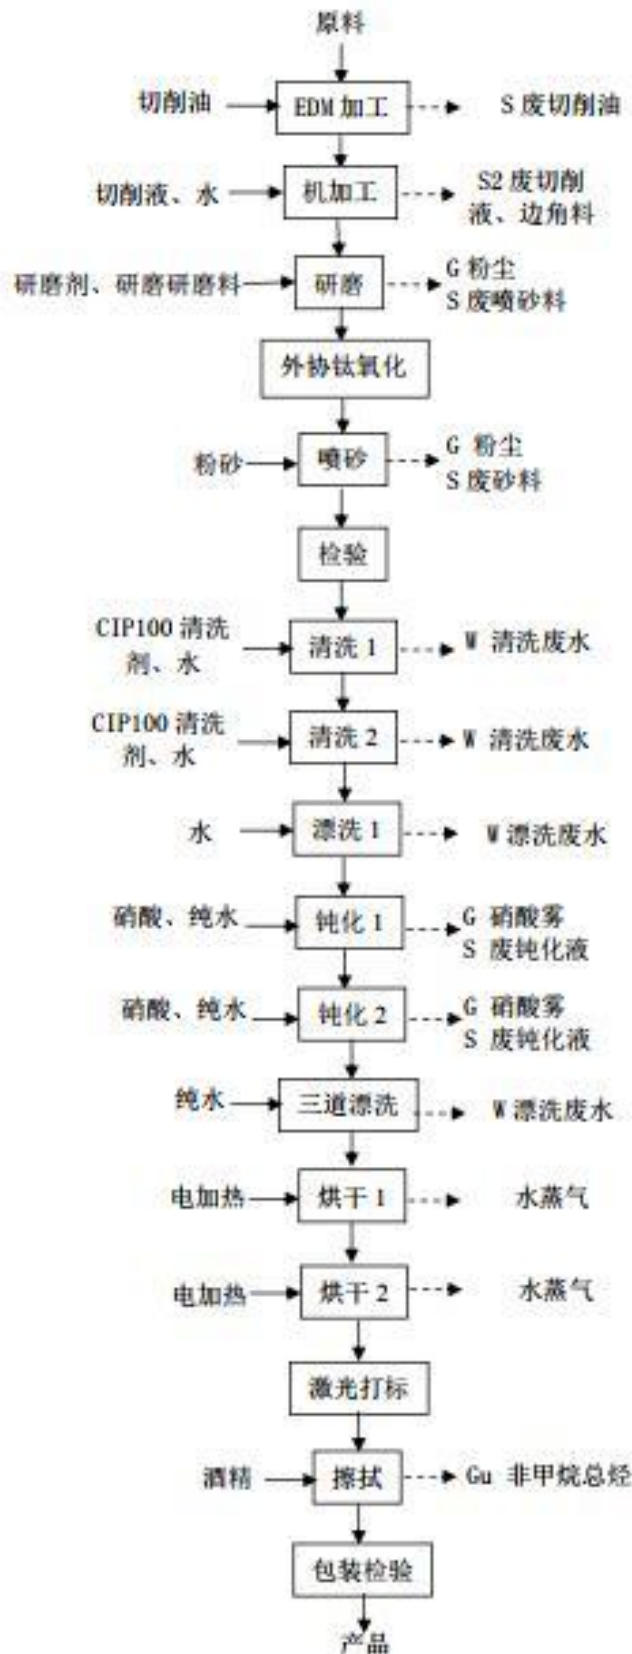 原料
切削油
EDM 加工
S 废切削油
切削液、水
机加工
S2 废切削
液、边角料
研磨剂、研磨研磨料
研磨
G 粉尘
S 废喷砂料
外协钛氧化
粉砂
喷砂
G 粉尘
S 废砂料
检验
CIP100 清洗
剂、水
清洗 1
W 清洗废水
CIP100 清洗
剂、水
清洗 2
W 清洗废水
水
漂洗 1
W 漂洗废水
硝酸、纯水
钝化 1
G 硝酸雾
S 废钝化液
硝酸、纯水
钝化 2
G 硝酸雾
S 废钝化液
纯水
三道漂洗
W 漂洗废水
电加热
烘干 1
水蒸气
电加热
烘干 2
水蒸气
激光打标
酒精
擦拭
Gu 非甲烷总烃
包装检验
产品